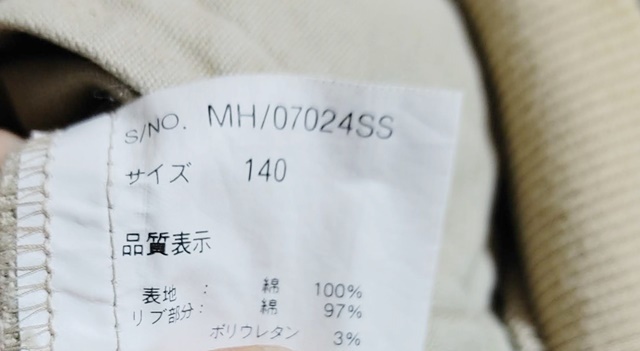 S/NO. MH/07024SS
サイズ 140
品質表示
表地 : 綿 100%
リブ部分: 綿 97%
ポリウレタン 3%